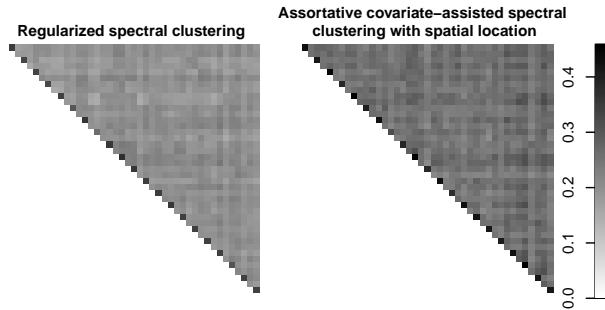 Regularized spectral clustering
Assortative covariate−assisted spectral
clustering with spatial location
0.4
0.3
0.2
0.1
0.0